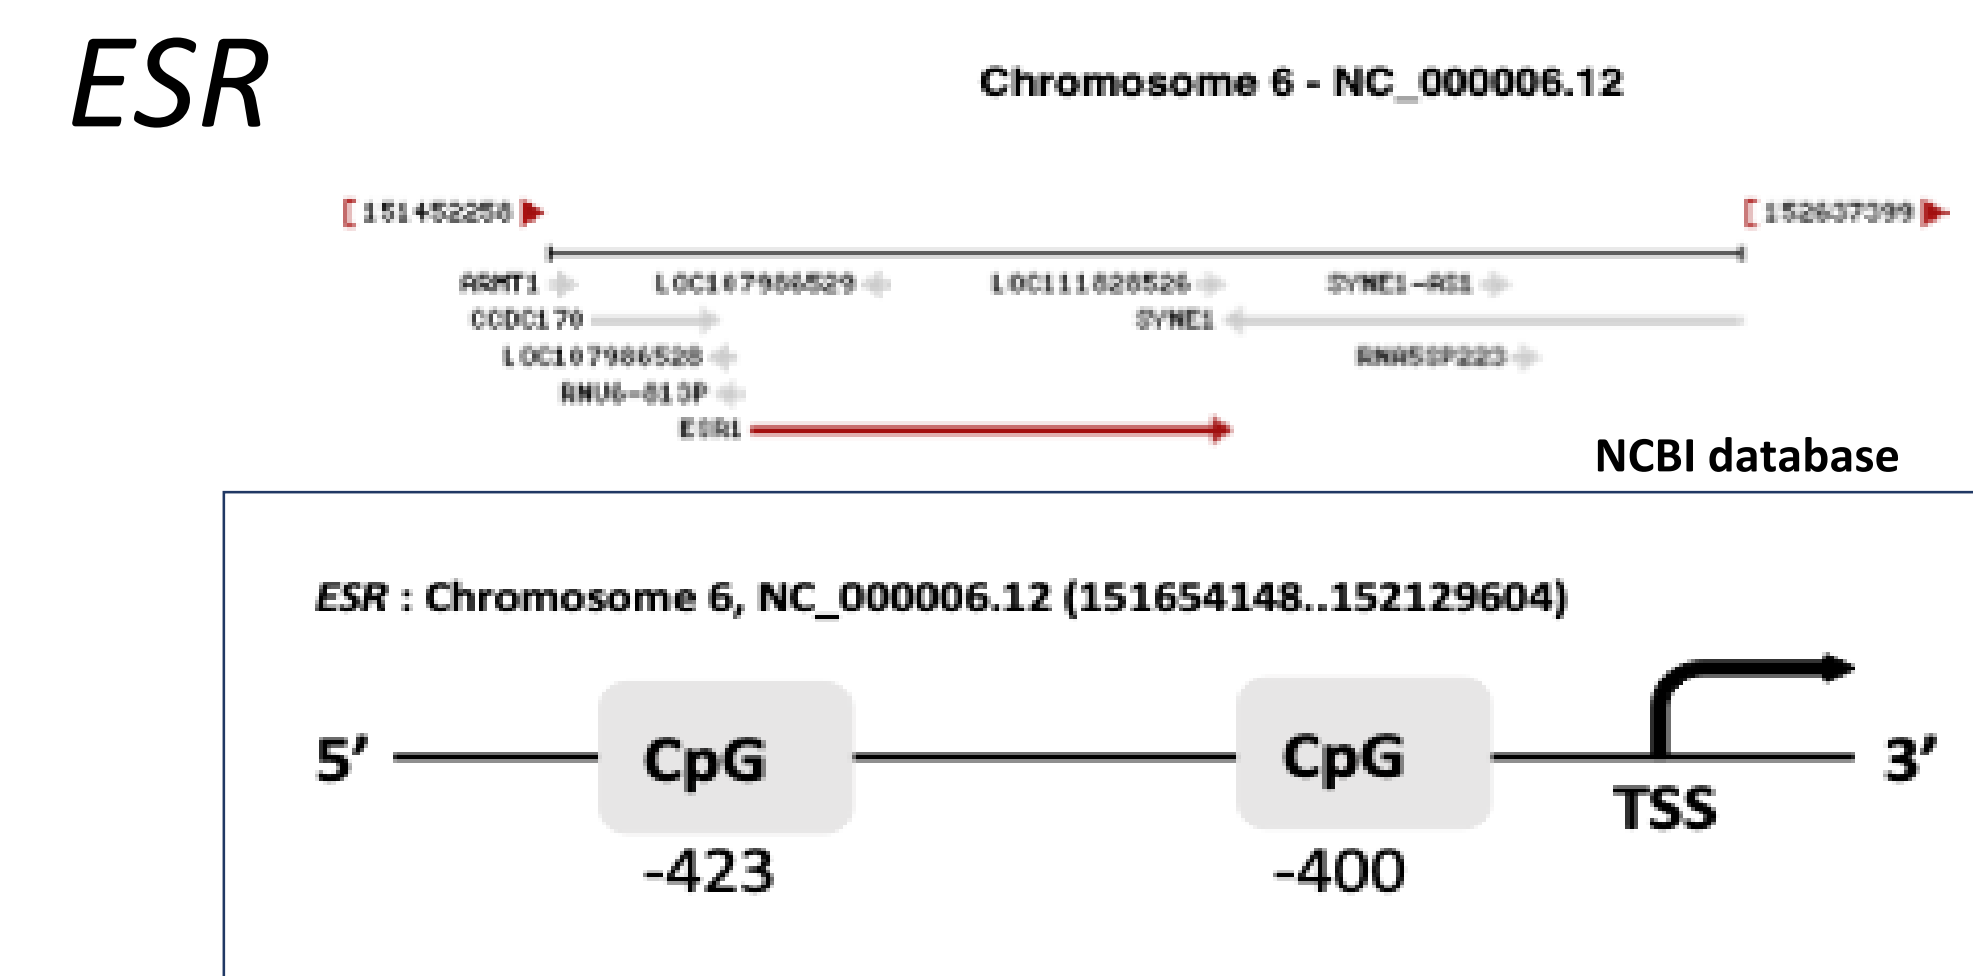 ESR
Chromosome 6 - NC_000006.12
[ 151452258
[ 152637399
ARMT1
LOC107986529
LOC111828526
SYNE1-AS1
CCDC170
SYNE1
LOC107986528
RNA5SP223
RNU6-813P
ESR1
NCBI database
ESR : Chromosome 6, NC_000006.12 (151654148..152129604)
5′
CpG
CpG
3′
TSS
-423
-400